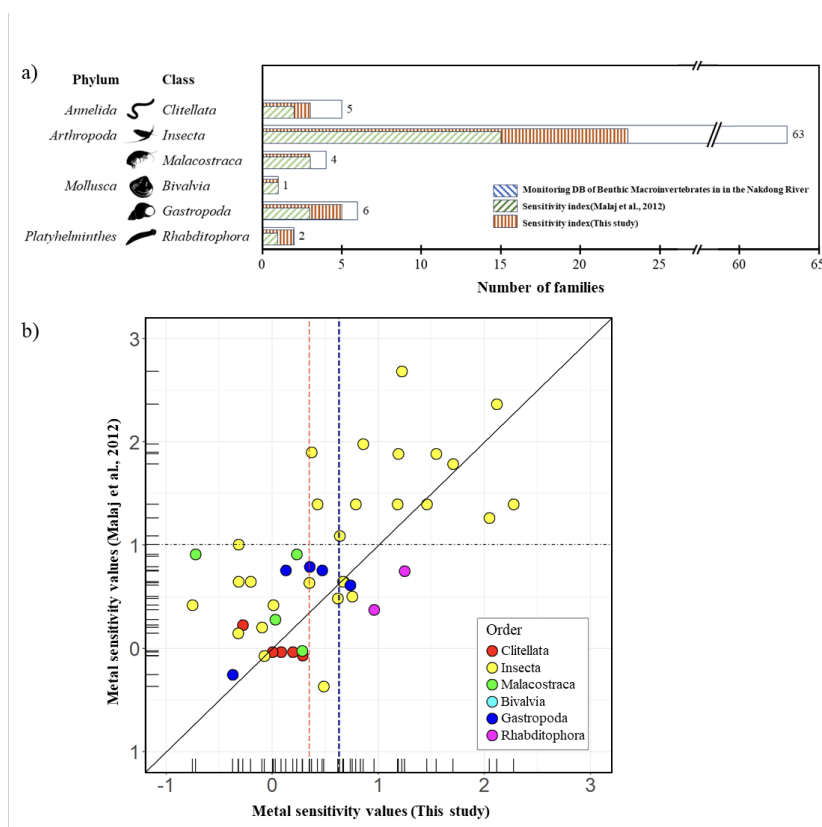 a)
Phylum Class
Annelida Clitellata 5
Arthropoda Insecta 63
Malacostraca 4
Mollusca Bivalvia 1
Gastropoda 6
Platyhelminthes Rhabditophora 2
Monitoring DB of Benthic Macroinvertebrates in in the Nakdong River
Sensitivity index(Malaj et al., 2012)
Sensitivity index(This study)
0 5 15 20 25 60 65
Number of families
b)
Metal sensitivity values (Malaj et al., 2012)
3
2
1
0
1
Order
Clitellata
Insecta
Malacostraca
Bivalvia
Gastropoda
Rhabditophora
-1 0 1 2 3
Metal sensitivity values (This study)